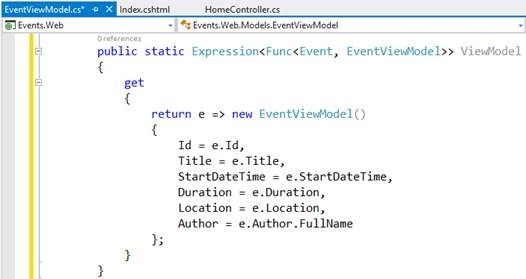 EventViewModel.cs* Index.cshtml HomeController.cs
Events.Web Events.Web.Models.EventViewModel
0 references
public static Expression<Func<Event, EventViewModel>> ViewModel
{
get
{
return e => new EventViewModel()
{
Id = e.Id,
Title = e.Title,
StartDateTime = e.StartDateTime,
Duration = e.Duration,
Location = e.Location,
Author = e.Author.FullName
};
}
}